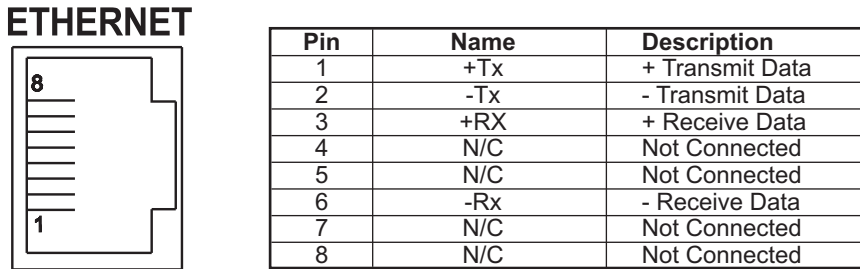 ETHERNET
8
1
Pin Name Description
1 +Tx + Transmit Data
2 -Tx - Transmit Data
3 +RX + Receive Data
4 N/C Not Connected
5 N/C Not Connected
6 -Rx - Receive Data
7 N/C Not Connected
8 N/C Not Connected